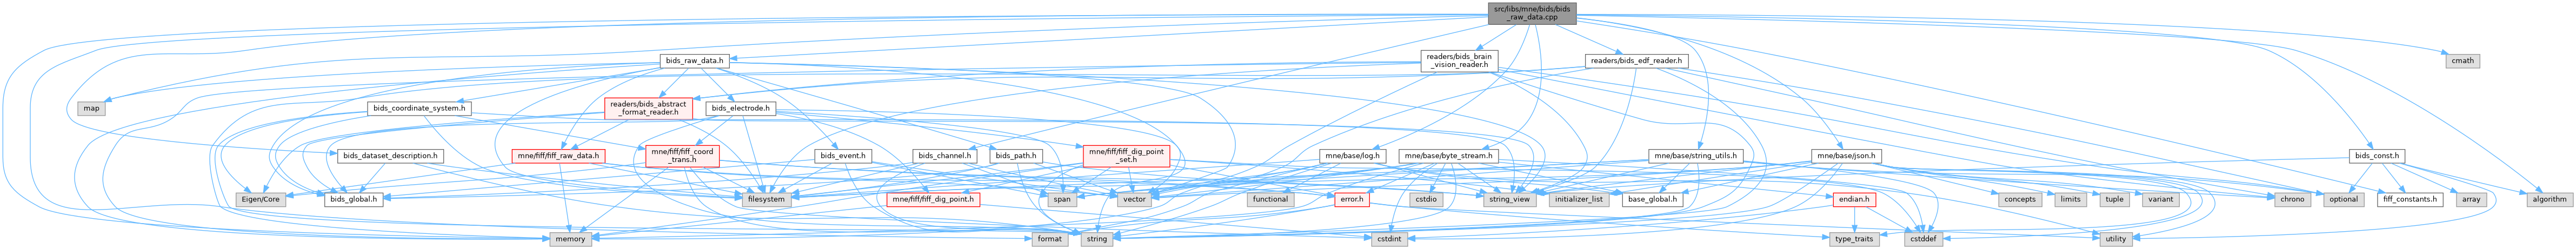 src/libs/mne/bids/bids
_raw_data.cpp
bids_raw_data.h
readers/bids_brain
_vision_reader.h
readers/bids_edf_reader.h
cmath
map
bids_coordinate_system.h
readers/bids_abstract
_format_reader.h
bids_electrode.h
bids_dataset_description.h
mne/fiff/fiff_raw_data.h
mne/fiff/fiff_coord
_trans.h
bids_event.h
bids_channel.h
bids_path.h
mne/fiff/fiff_dig_point
_set.h
mne/base/log.h
mne/base/byte_stream.h
mne/base/string_utils.h
mne/base/json.h
bids_const.h
Eigen/Core
bids_global.h
filesystem
mne/fiff/fiff_dig_point.h
span
vector
functional
error.h
cstdio
string_view
initializer_list
base_global.h
endian.h
concepts
limits
tuple
variant
chrono
optional
fiff_constants.h
array
algorithm
memory
format
string
cstdint
type_traits
cstddef
utility